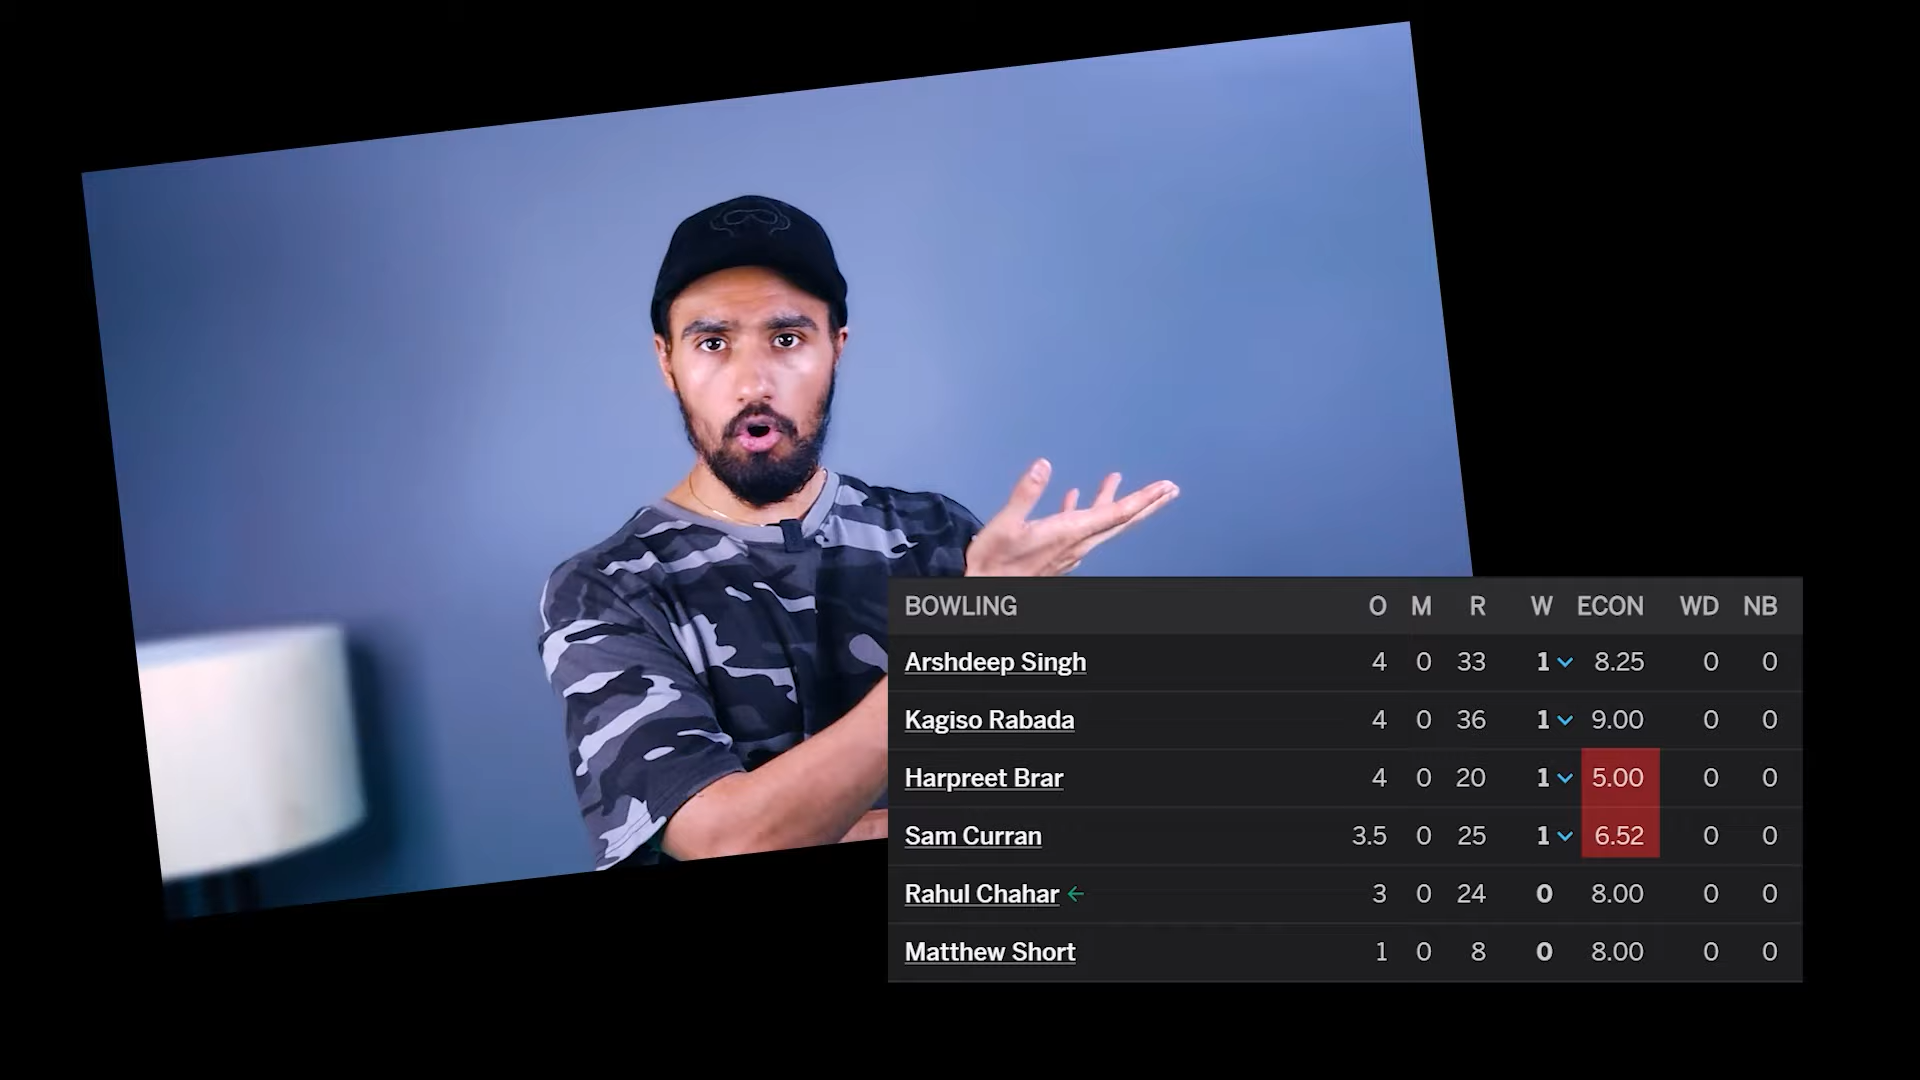 BOWLING O M R W ECON WD NB
Arshdeep Singh 4 0 33 1 8.25 0 0
Kagiso Rabada 4 0 36 1 9.00 0 0
Harpreet Brar 4 0 20 1 5.00 0 0
Sam Curran 3.5 0 25 1 6.52 0 0
Rahul Chahar 3 0 24 0 8.00 0 0
Matthew Short 1 0 8 0 8.00 0 0